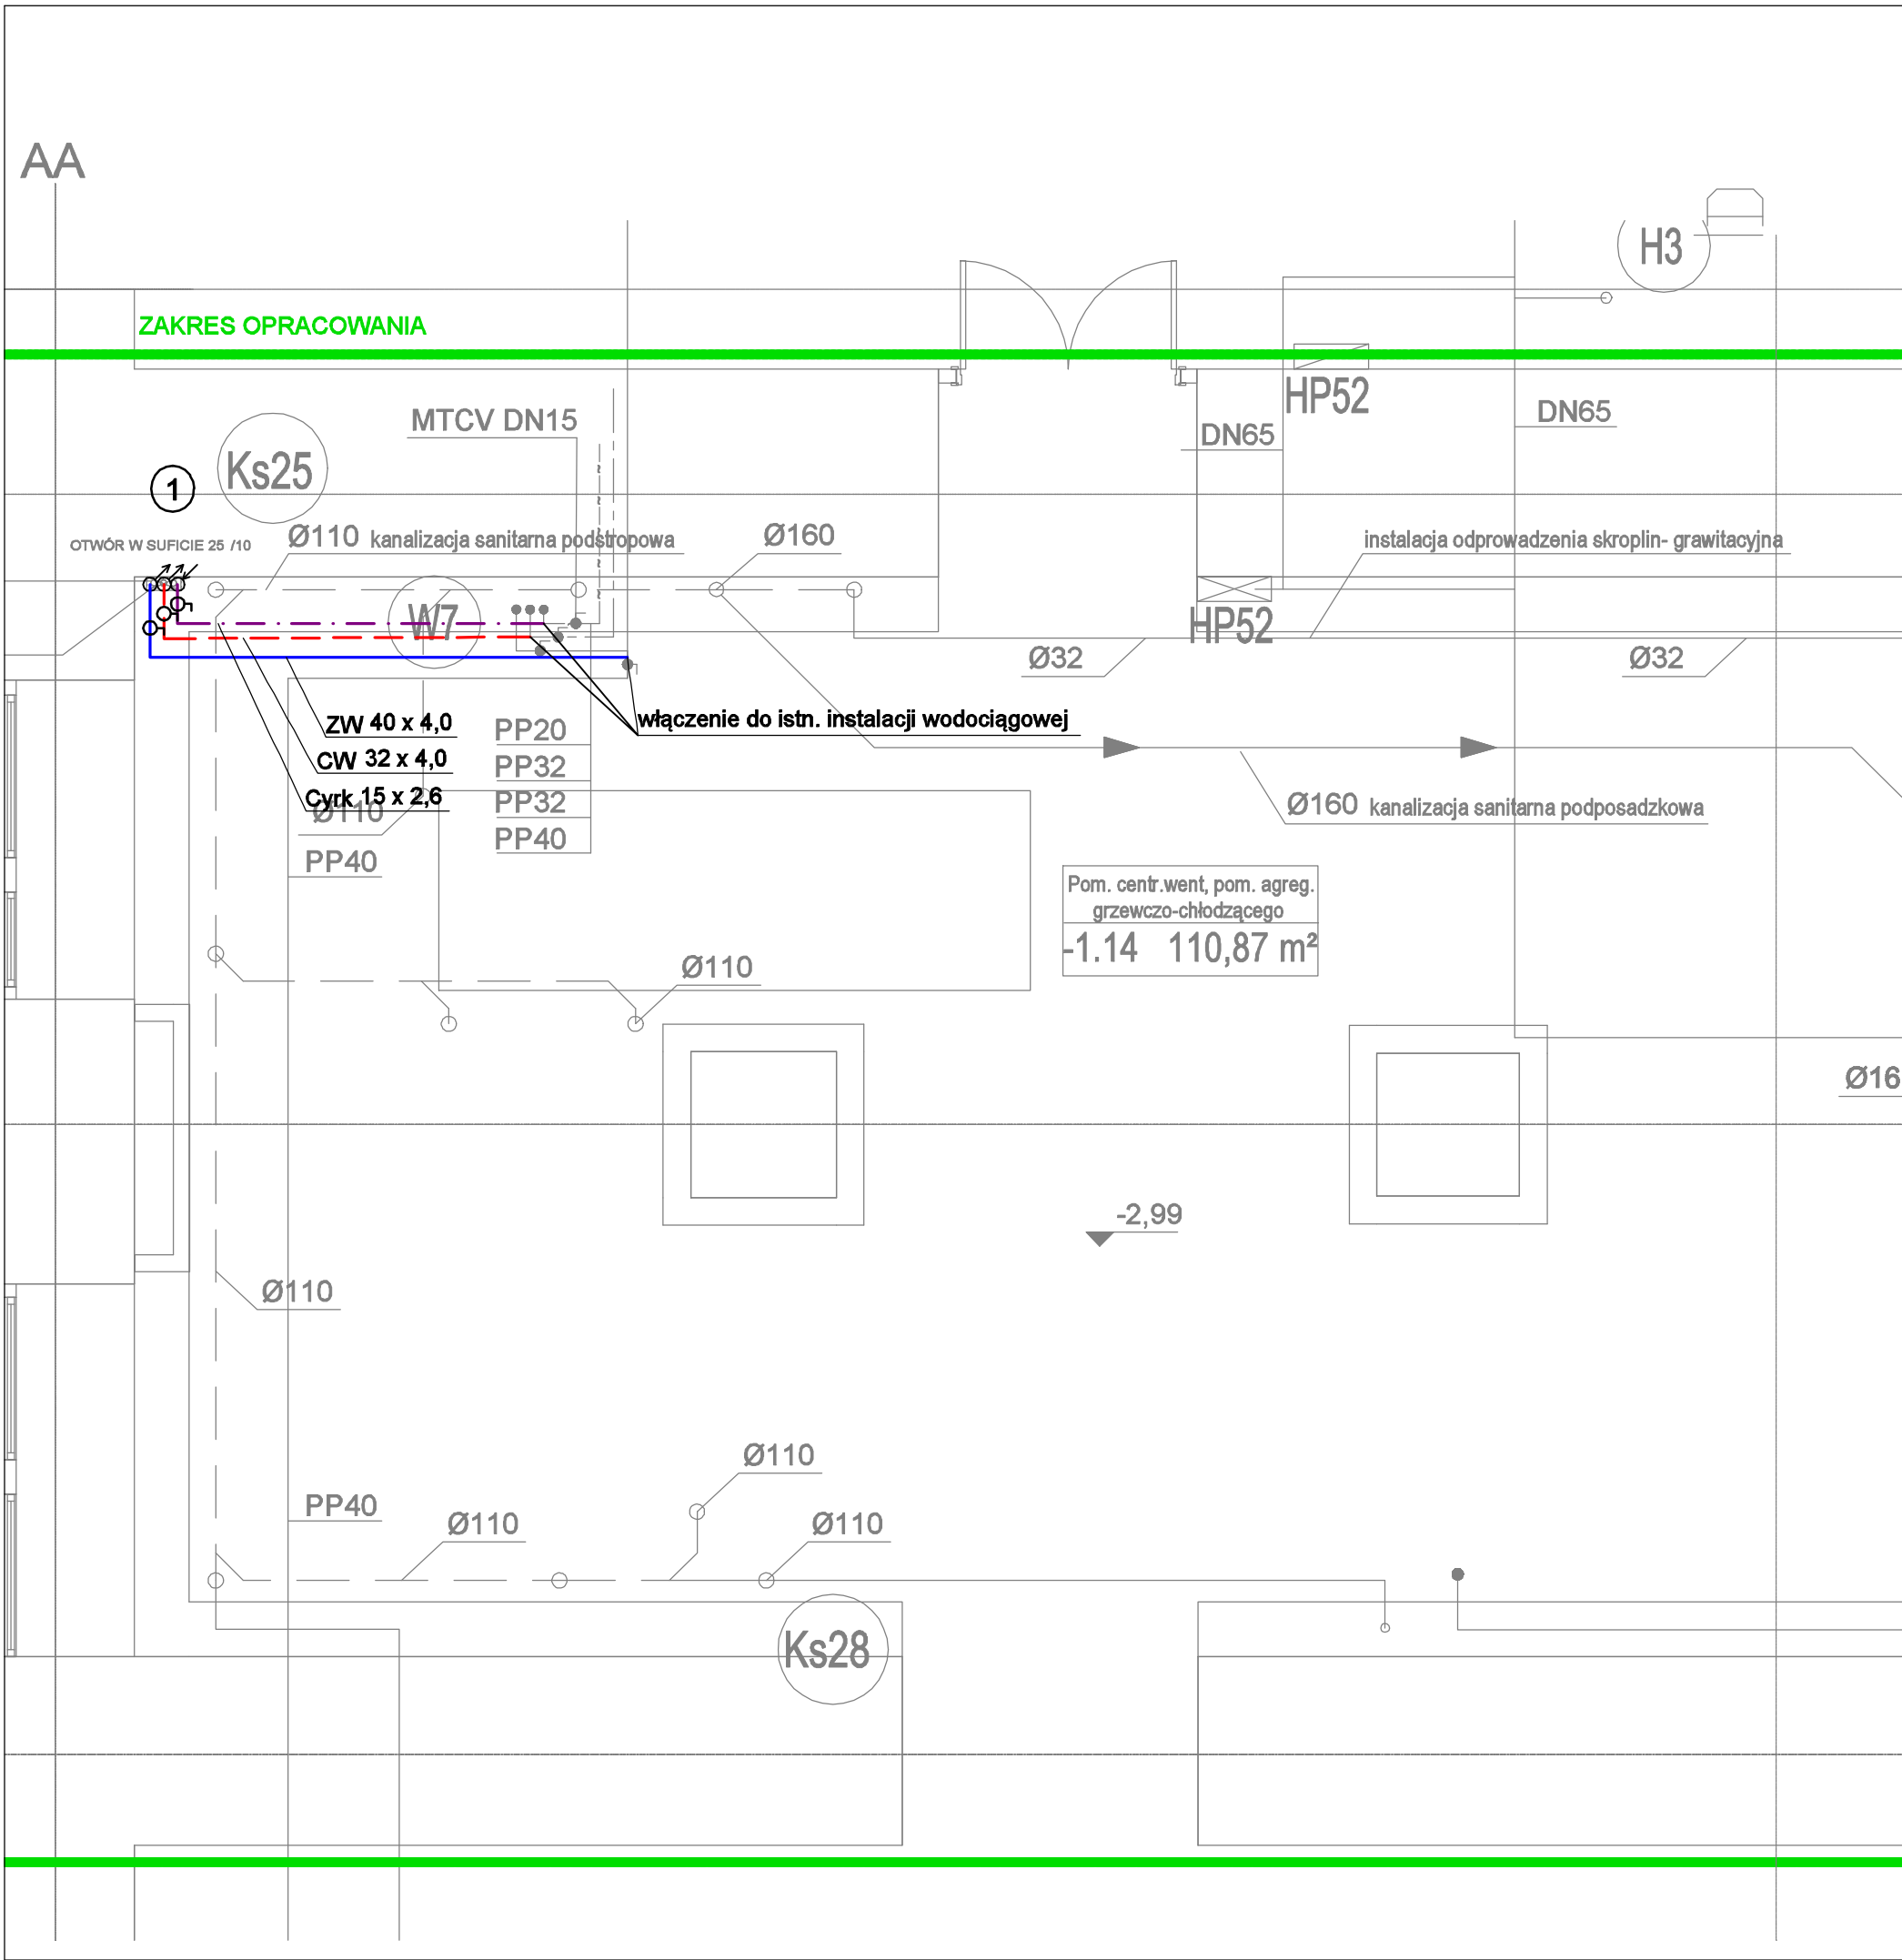 AA
H3
ZAKRES OPRACOWANIA
HP52
MTCV DN15
DN65
DN65
Ks25
1
OTWÓR W SUFICIE 25 /10
Ø110 kanalizacja sanitarna podstropowa
Ø160
instalacja odprowadzenia skroplin- grawitacyjna
W7
HP52
Ø32
Ø32
włączenie do istn. instalacji wodociągowej
ZW 40 x 4,0
PP20
CW 32 x 4,0
PP32
Cyrk 15 x 2,6
PP32
Ø110
Ø160 kanalizacja sanitarna podposadzkowa
PP40
PP40
Pom. centr.went, pom. agreg.
grzewczo-chłodzącego
-1.14 110,87 m²
Ø110
Ø16
-2,99
Ø110
Ø110
PP40
Ø110
Ø110
Ks28